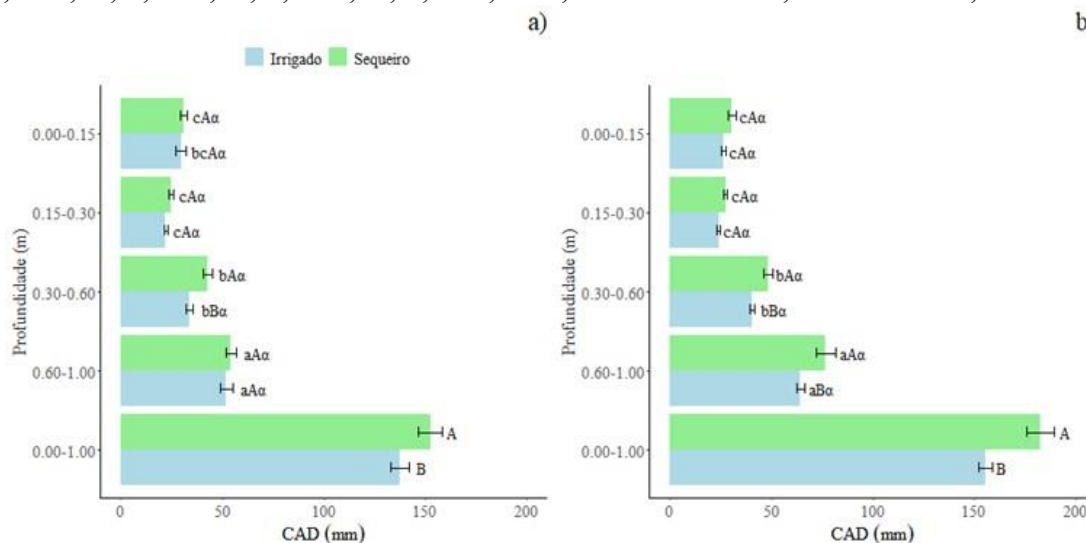 a)
b
Irrigado Sequeiro
Profundidade (m)
0.00-0.15
cAα
bcAα
0.15-0.30
cAα
cAα
0.30-0.60
bAα
bBα
0.60-1.00
aAα
aAα
0.00-1.00
A
B
0 50 100 150 200
CAD (mm)
Profundidade (m)
0.00-0.15
cAα
cAα
0.15-0.30
cAα
cAα
0.30-0.60
bAα
bBα
0.60-1.00
aAα
aBα
0.00-1.00
A
B
0 50 100 150 200
CAD (mm)